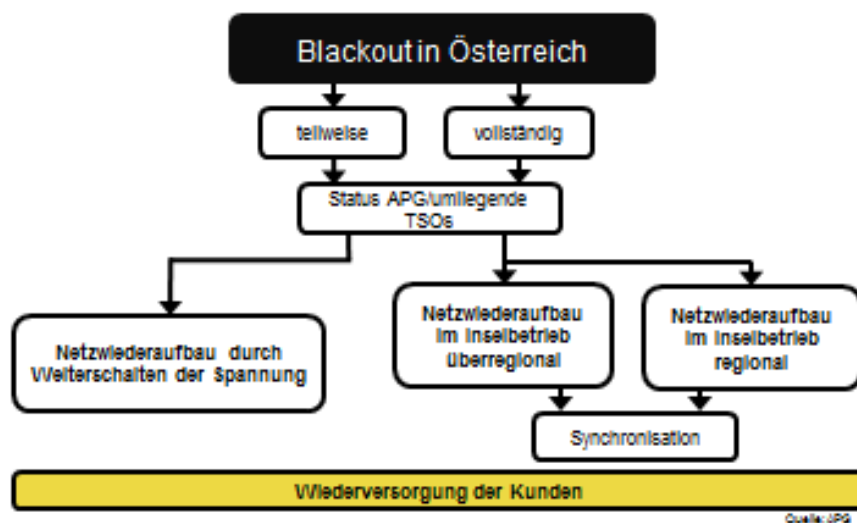 Blackout in Österreich
teilweise
vollständig
Status APG/umliegende
TSOs
Netzwiederaufbau durch
Weiterschalten der Spannung
Netzwiederaufbau
im Inselbetrieb
überregional
Netzwiederaufbau
im Inselbetrieb
regional
Synchronisation
Wiederversorgung der Kunden
Quelle: APG